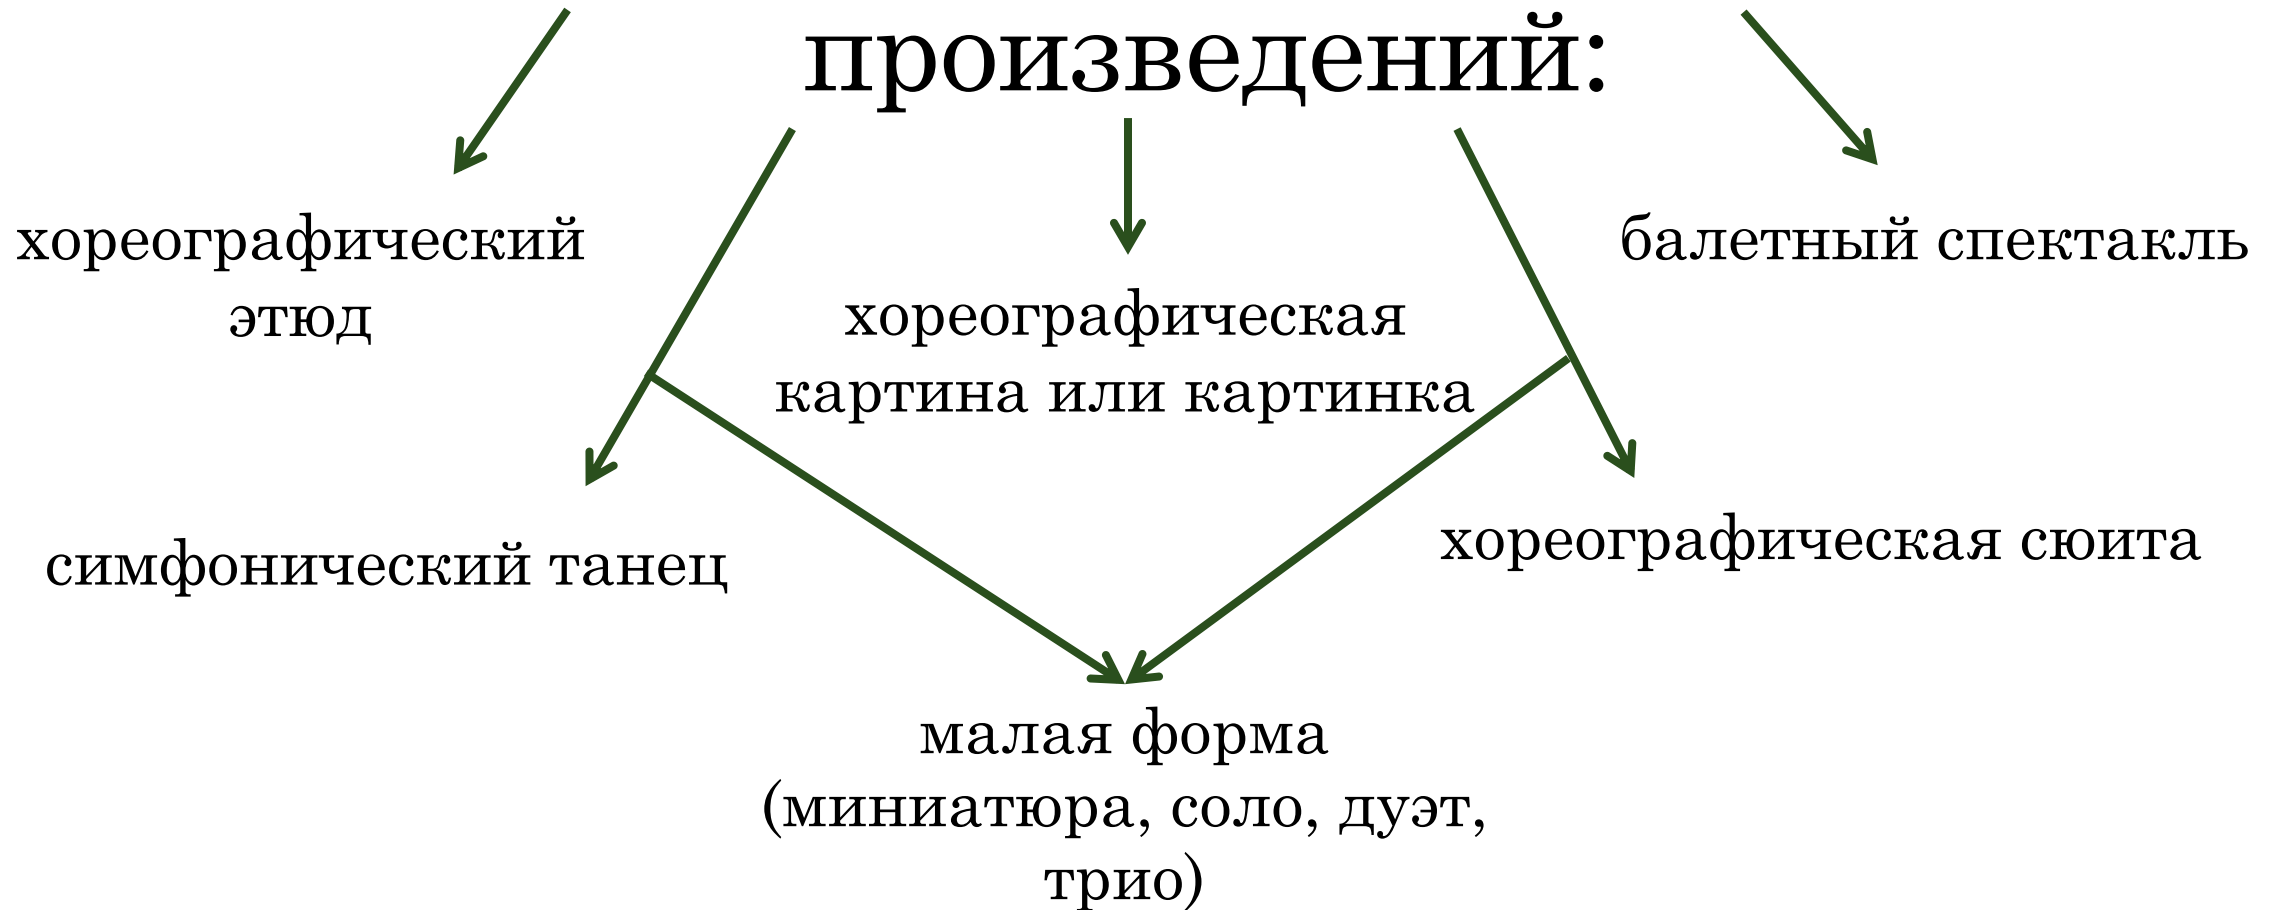 произведений:
хореографический
этюд
хореографическая
картина или картинка
балетный спектакль
симфонический танец
хореографическая сюита
малая форма
(миниатюра, соло, дуэт,
трио)